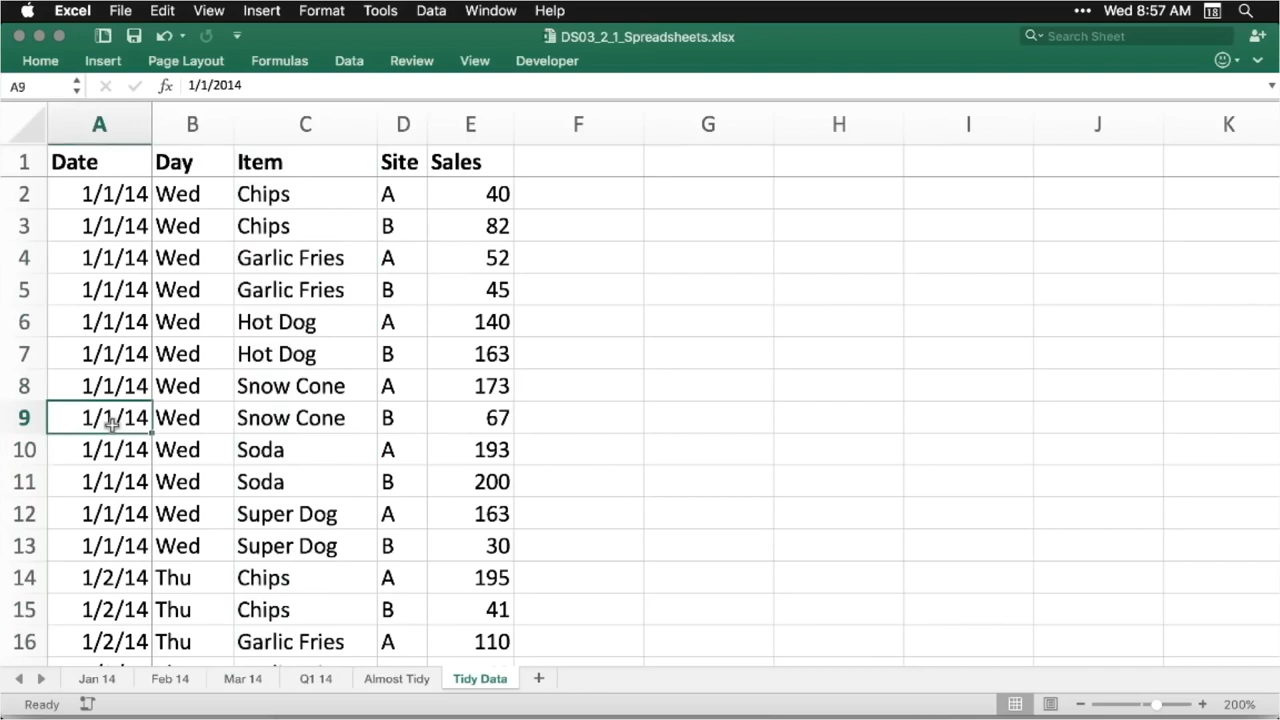 Excel File Edit View Insert Format Tools Data Window Help ••• Wed 8:57 AM 18
DS03_2_1_Spreadsheets.xlsx Search Sheet
Home Insert Page Layout Formulas Data Review View Developer
A9 fx 1/1/2014
A B C D E F G H I J K
1 Date Day Item Site Sales
2 1/1/14 Wed Chips A 40
3 1/1/14 Wed Chips B 82
4 1/1/14 Wed Garlic Fries A 52
5 1/1/14 Wed Garlic Fries B 45
6 1/1/14 Wed Hot Dog A 140
7 1/1/14 Wed Hot Dog B 163
8 1/1/14 Wed Snow Cone A 173
9 1/1/14 Wed Snow Cone B 67
10 1/1/14 Wed Soda A 193
11 1/1/14 Wed Soda B 200
12 1/1/14 Wed Super Dog A 163
13 1/1/14 Wed Super Dog B 30
14 1/2/14 Thu Chips A 195
15 1/2/14 Thu Chips B 41
16 1/2/14 Thu Garlic Fries A 110
Jan 14 Feb 14 Mar 14 Q1 14 Almost Tidy Tidy Data +
Ready 200%